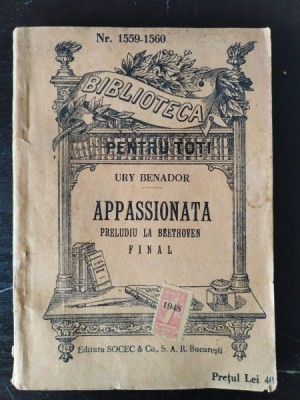 Nr. 1559-1560
BIBLIOTECA
PENTRU TOTI
URY BENADOR
APPASSIONATA
PRELUDIU LA BEETHOVEN
FINAL
1948
Editura SOCEC & Co., S. A. R. București
Prețul Lei 40